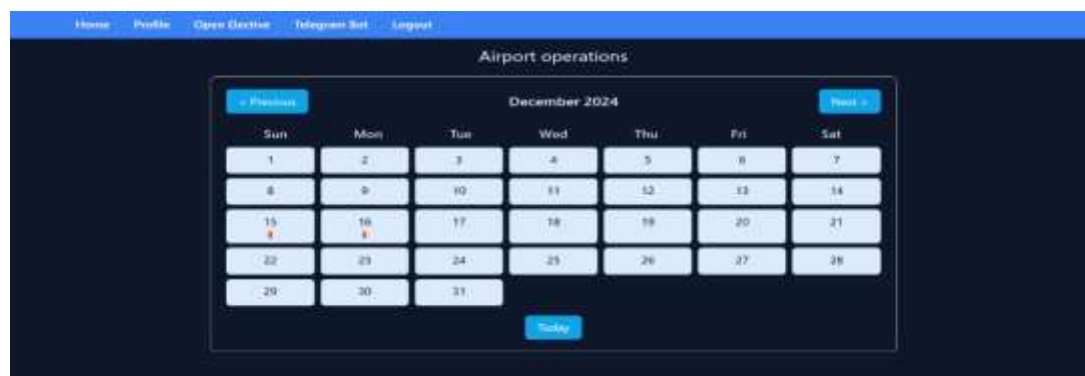 Home Profile Open Elective Telegram Bot Logout
Airport operations
« Previous December 2024 Next »
Sun Mon Tue Wed Thu Fri Sat
1 2 3 4 5 6 7
8 9 10 11 12 13 14
15 16 17 18 19 20 21
22 23 24 25 26 27 28
29 30 31
Today